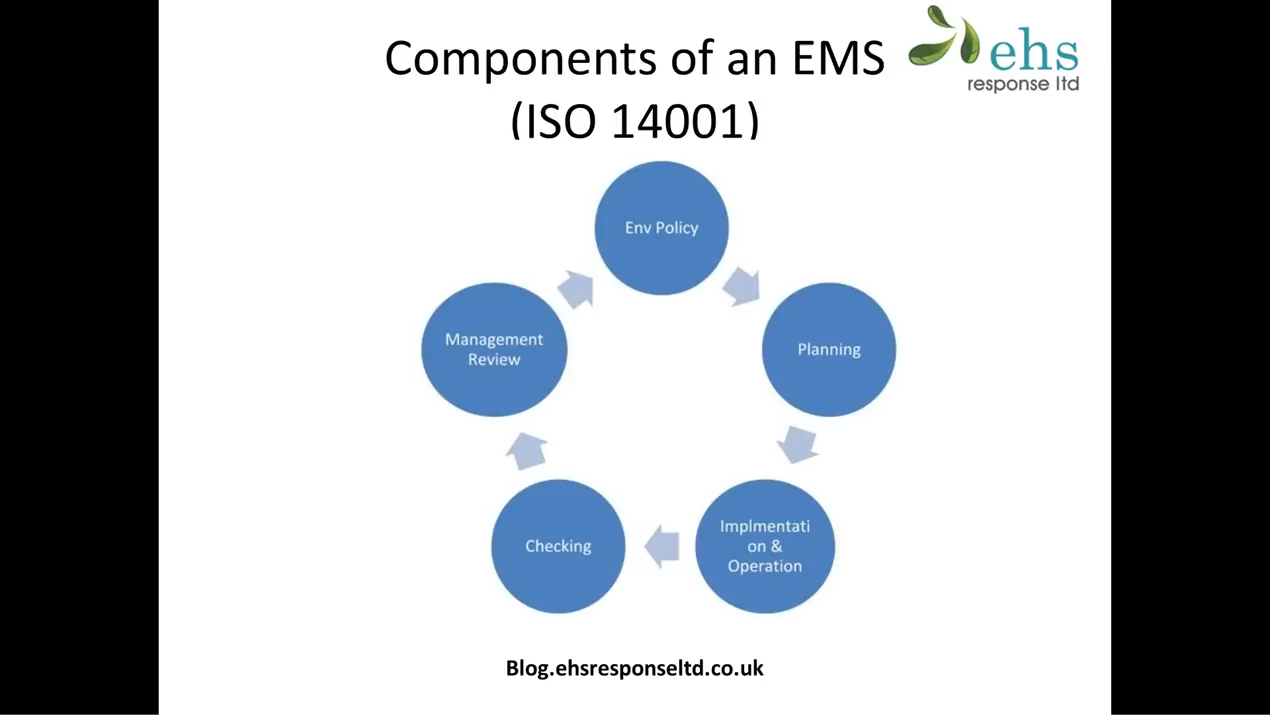 Components of an EMS
(ISO 14001)
ehs
response ltd
Env Policy
Planning
Implmentati
on &
Operation
Checking
Management
Review
Blog.ehsresponseltd.co.uk